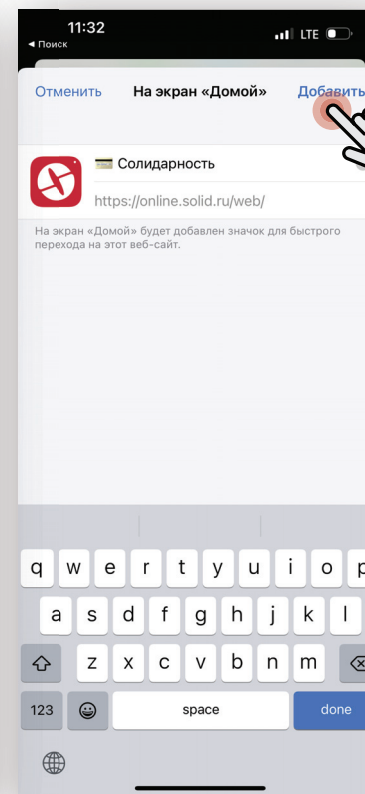 11:32
◀ Поиск
LTE
Отменить На экран «Домой» Добавить
💳 Солидарность
https://online.solid.ru/web/
На экран «Домой» будет добавлен значок для быстрого
перехода на этот веб-сайт.
q w e r t y u i o p
a s d f g h j k l
z x c v b n m
123 space done